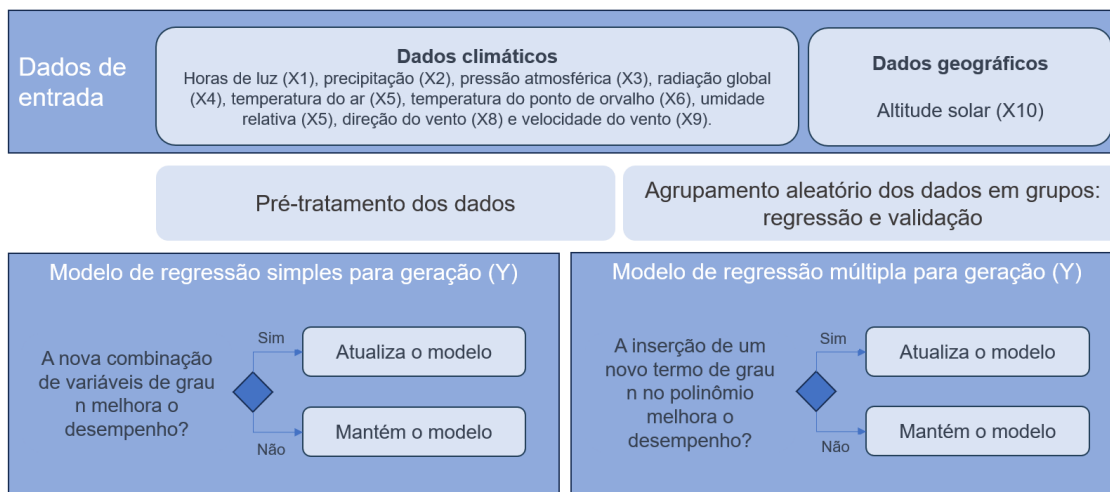 Dados de
entrada
Dados climáticos
Horas de luz (X1), precipitação (X2), pressão atmosférica (X3), radiação global
(X4), temperatura do ar (X5), temperatura do ponto de orvalho (X6), umidade
relativa (X5), direção do vento (X8) e velocidade do vento (X9).
Dados geográficos
Altitude solar (X10)
Pré-tratamento dos dados
Agrupamento aleatório dos dados em grupos:
regressão e validação
Modelo de regressão simples para geração (Y)
A nova combinação
de variáveis de grau
n melhora o
desempenho?
Sim
Atualiza o modelo
Não
Mantém o modelo
Modelo de regressão múltipla para geração (Y)
A inserção de um
novo termo de grau
n no polinômio
melhora o
desempenho?
Sim
Atualiza o modelo
Não
Mantém o modelo